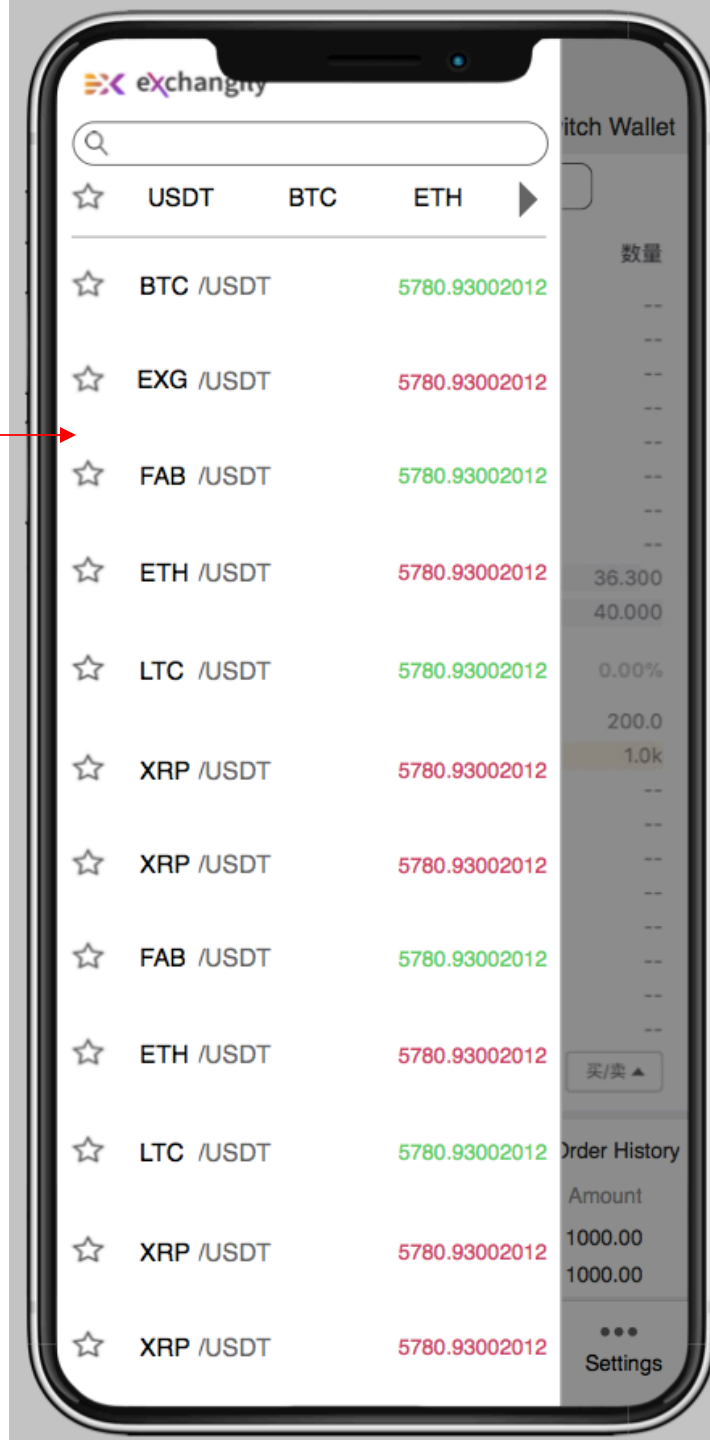 exchangily
itch Wallet
USDT BTC ETH
数量
BTC /USDT 5780.93002012
--
--
EXG /USDT 5780.93002012
--
--
--
FAB /USDT 5780.93002012
--
--
--
ETH /USDT 5780.93002012
36.300
40.000
LTC /USDT 5780.93002012
0.00%
200.0
1.0k
XRP /USDT 5780.93002012
--
--
XRP /USDT 5780.93002012
--
--
--
FAB /USDT 5780.93002012
--
--
--
ETH /USDT 5780.93002012
买/卖
LTC /USDT 5780.93002012
Order History
Amount
1000.00
XRP /USDT 5780.93002012
1000.00
XRP /USDT 5780.93002012
Settings